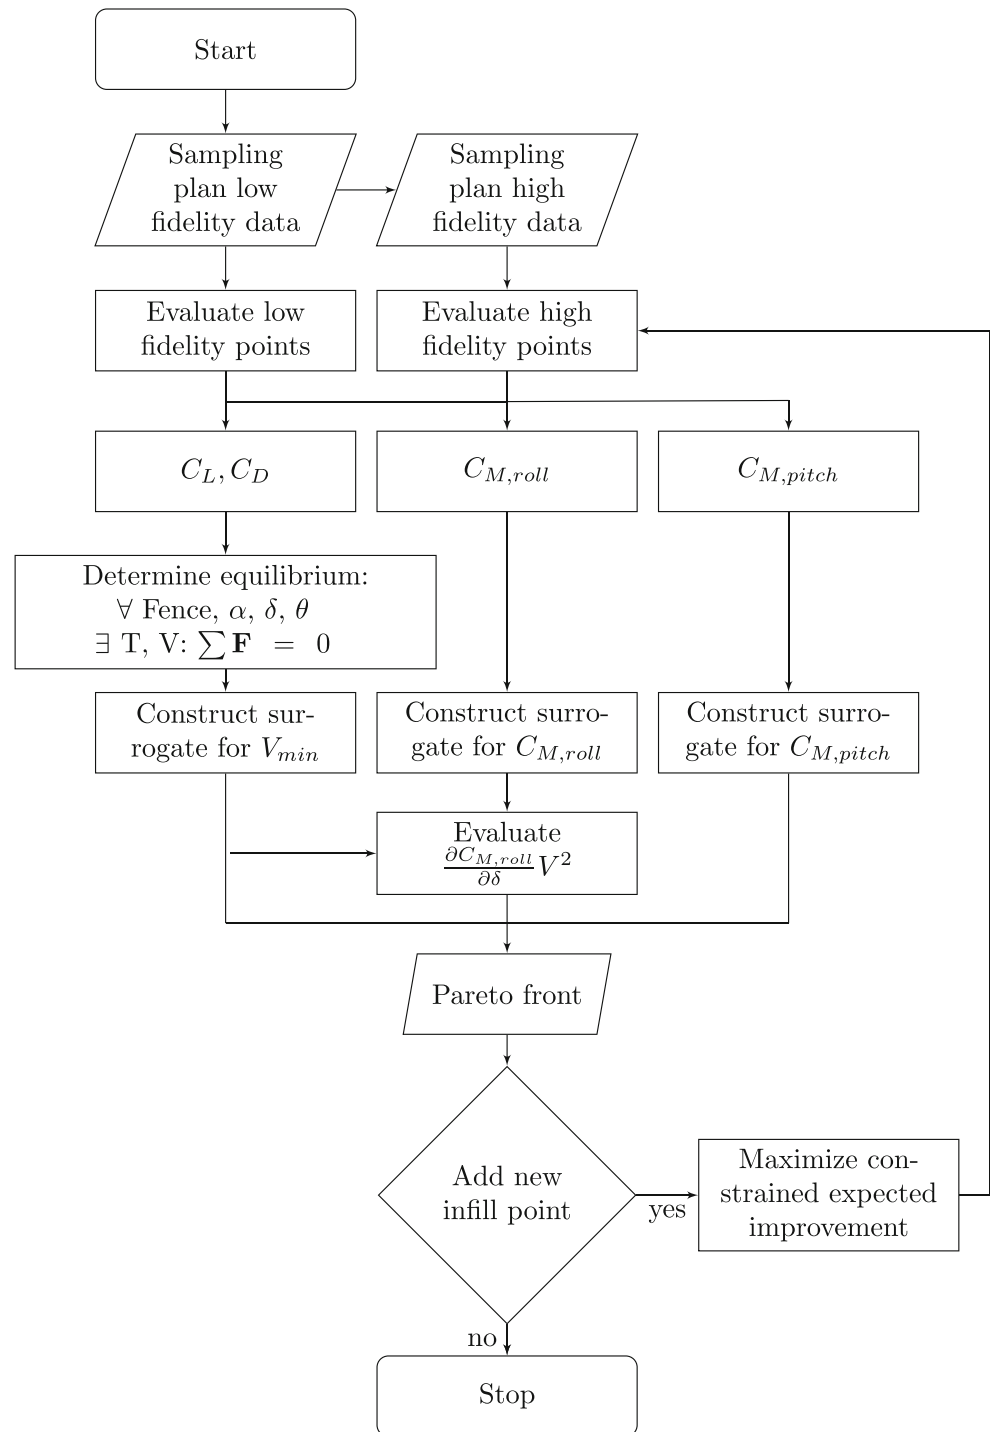 Start
Sampling
plan low
fidelity data
Sampling
plan high
fidelity data
Evaluate low
fidelity points
Evaluate high
fidelity points
C_L, C_D
C_{M,roll}
C_{M,pitch}
Determine equilibrium:
∀ Fence, α, δ, θ
∃ T, V: ∑ F = 0
Construct sur-
rogate for V_{min}
Construct surro-
gate for C_{M,roll}
Construct surro-
gate for C_{M,pitch}
Evaluate
\frac{∂C_{M,roll}}{∂δ} V^2
Pareto front
Add new
infill point
yes
Maximize con-
strained expected
improvement
no
Stop